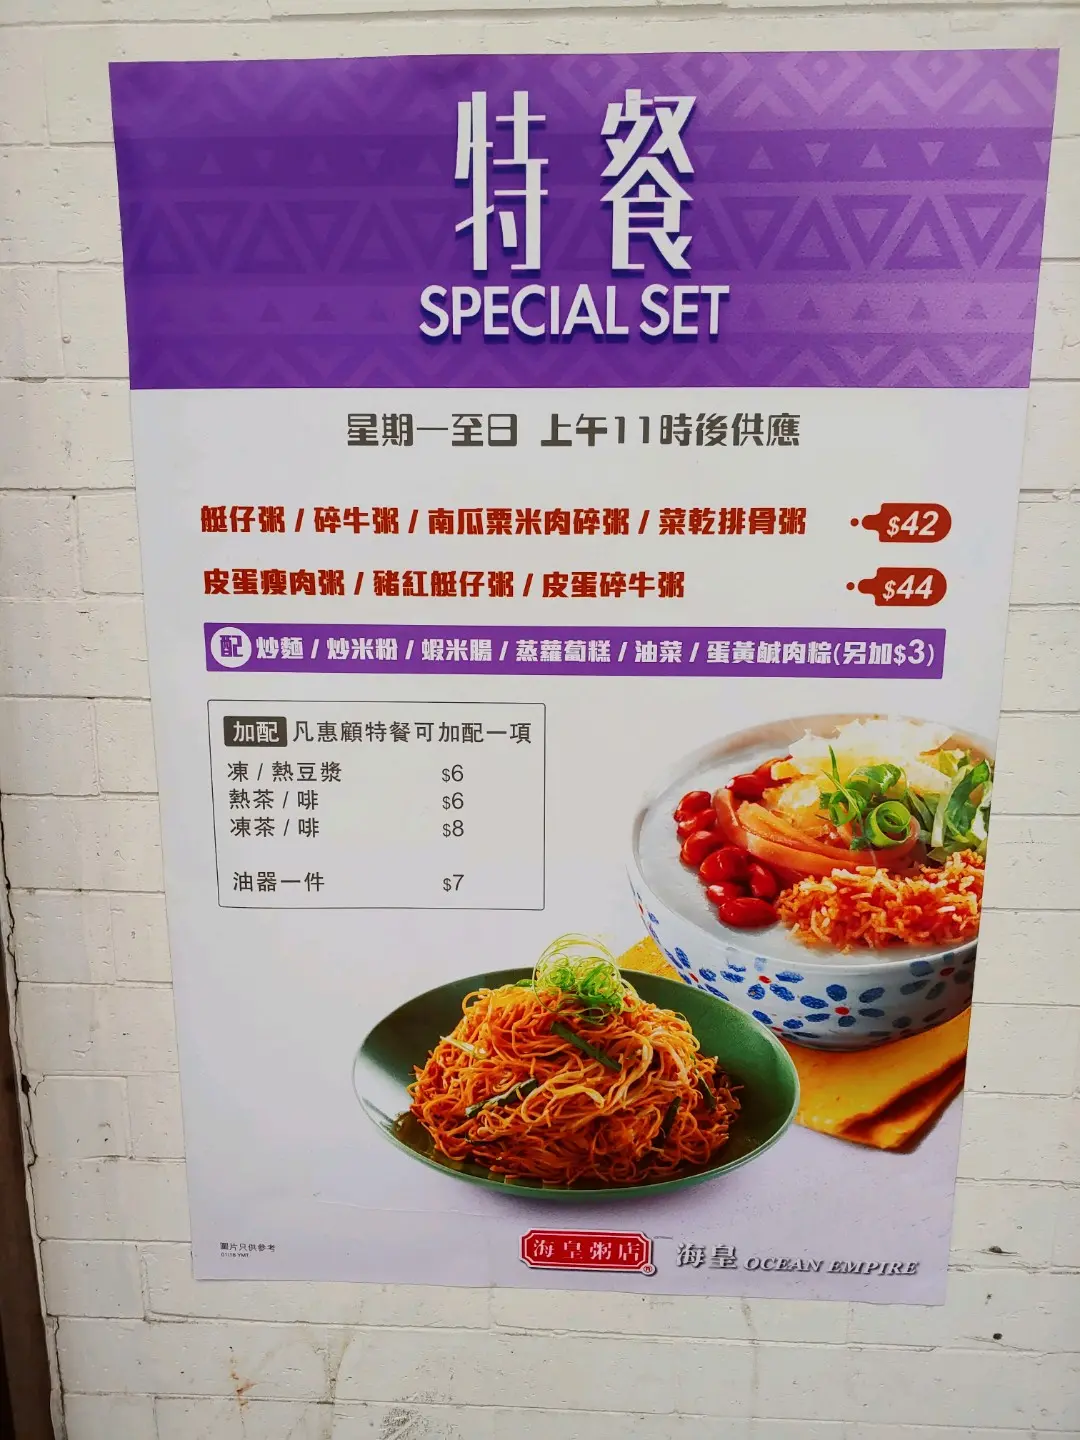 特餐
SPECIAL SET
星期一至日 上午11時後供應
艇仔粥 / 碎牛粥 / 南瓜粟米肉碎粥 / 菜乾排骨粥 $42
皮蛋瘦肉粥 / 豬紅艇仔粥 / 皮蛋碎牛粥 $44
配 炒麵 / 炒米粉 / 蝦米腸 / 蒸蘿蔔糕 / 油菜 / 蛋黃鹹肉粽(另加$3)
加配 凡惠顧特餐可加配一項
凍 / 熱豆漿 $6
熱茶 / 啡 $6
凍茶 / 啡 $8
油器一件 $7
圖片只供參考
海皇粥店® 海皇 OCEAN EMPIRE